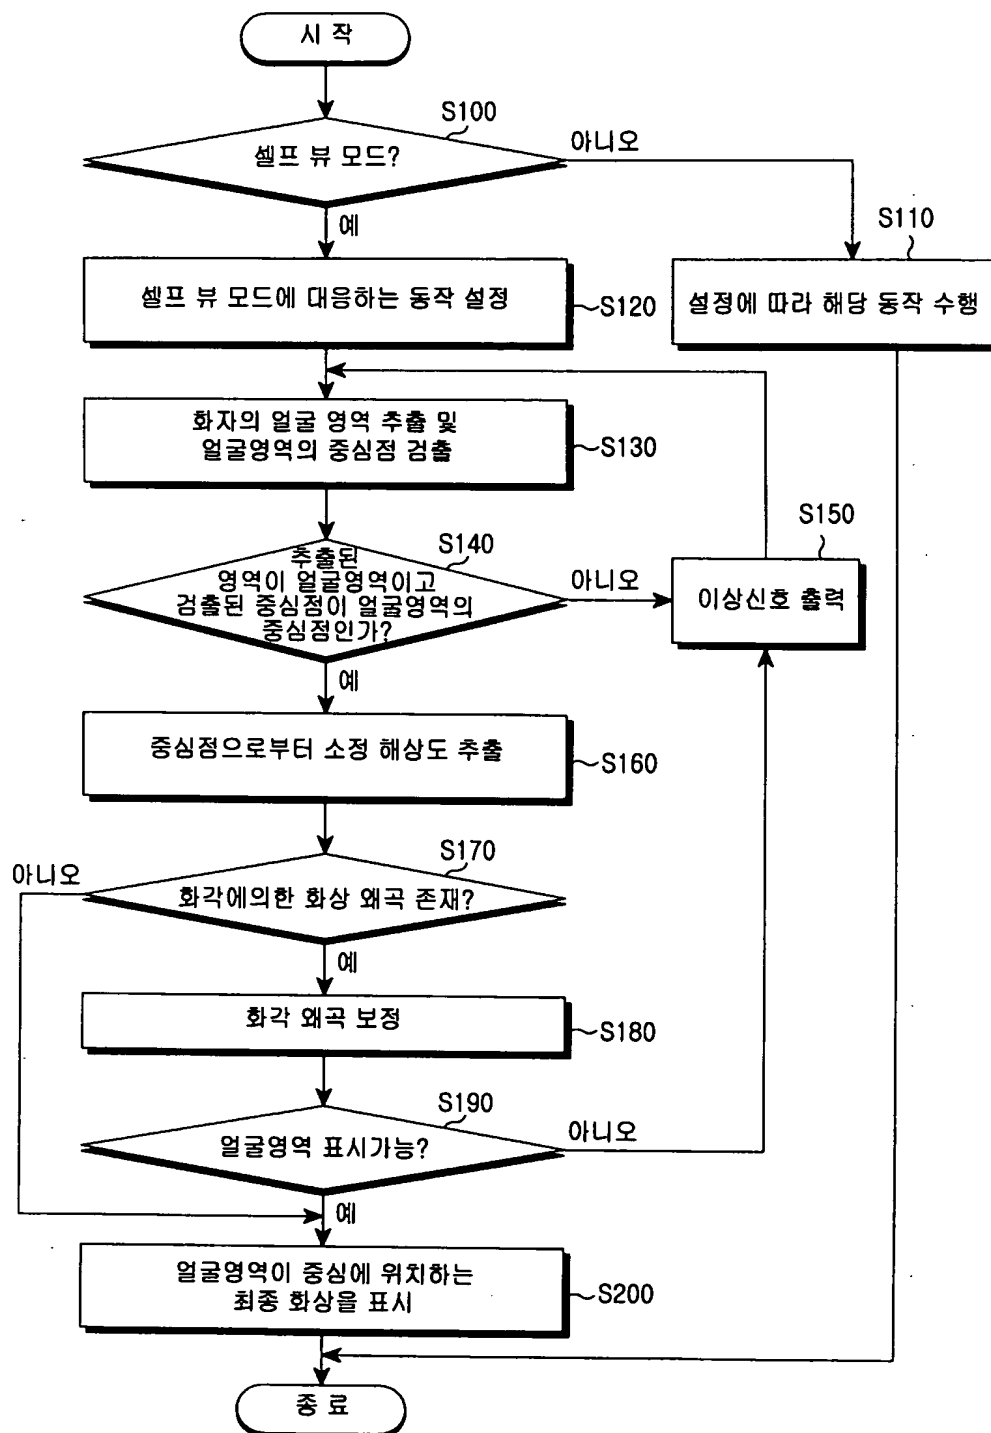 시 작
S100
셀프 뷰 모드?
아니오
예
S110
셀프 뷰 모드에 대응하는 동작 설정
S120
설정에 따라 해당 동작 수행
화자의 얼굴 영역 추출 및
얼굴영역의 중심점 검출
S130
S140
추출된
영역이 얼굴영역이고
검출된 중심점이 얼굴영역의
중심점인가?
아니오
S150
이상신호 출력
예
중심점으로부터 소정 해상도 추출
S160
S170
아니오
화각에의한 화상 왜곡 존재?
예
화각 왜곡 보정
S180
S190
얼굴영역 표시가능?
아니오
예
얼굴영역이 중심에 위치하는
최종 화상을 표시
S200
종 료